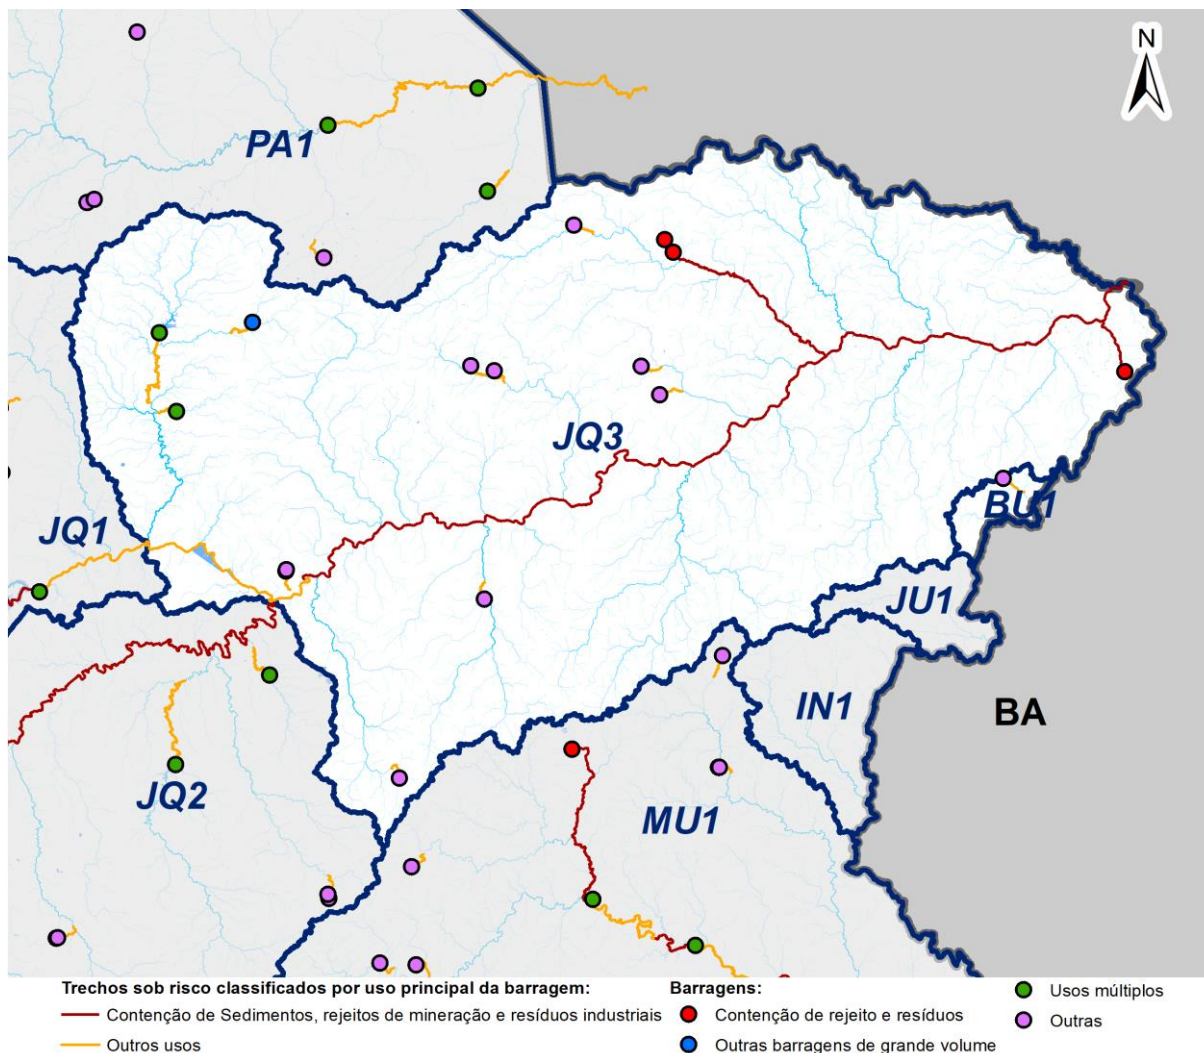 N
PA1
JQ3
JQ1
BU1
JU1
IN1
BA
JQ2
MU1
Trechos sob risco classificados por uso principal da barragem:
Contenção de Sedimentos, rejeitos de mineração e resíduos industriais
Outros usos
Barragens:
Contenção de rejeito e resíduos
Outras barragens de grande volume
Usos múltiplos
Outras